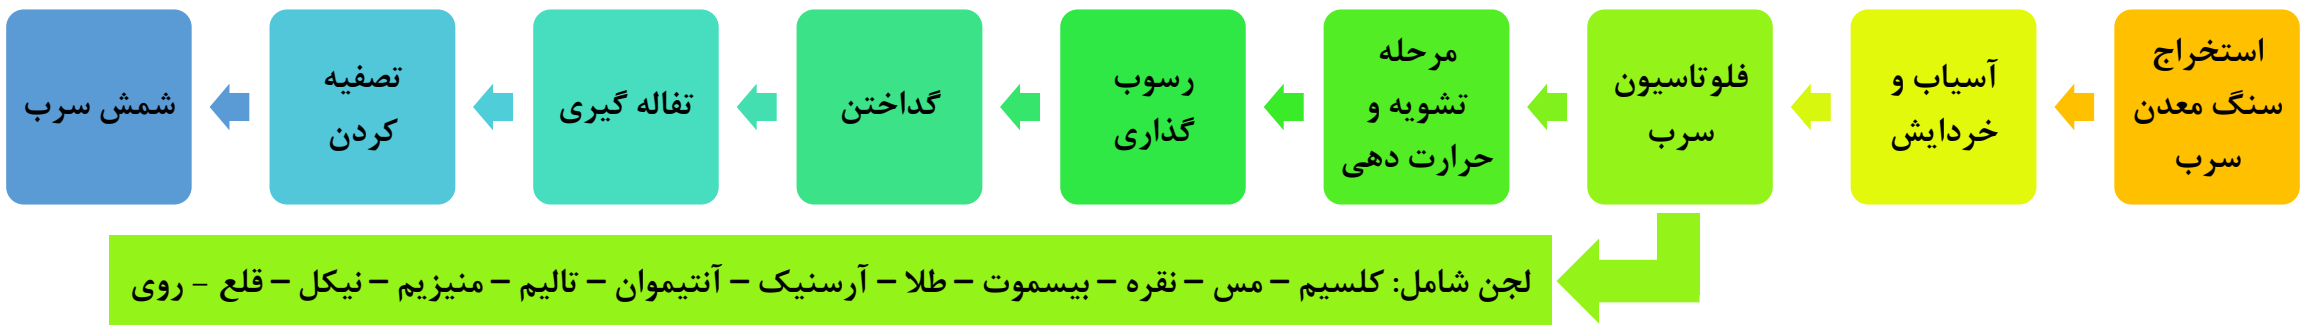 استخراج
سنگ معدن
سرب
آسیاب و
خردایش
فلوتاسیون
سرب
مرحله
تشویه و
حرارت دهی
رسوب
گذاری
گداختن
تفاله گیری
تصفیه
کردن
شمش سرب
لجن شامل: کلسیم – مس – نقره – بیسموت – طلا – آرسنیک – آنتیموان – تالیم – منیزیم – نیکل – قلع - روی